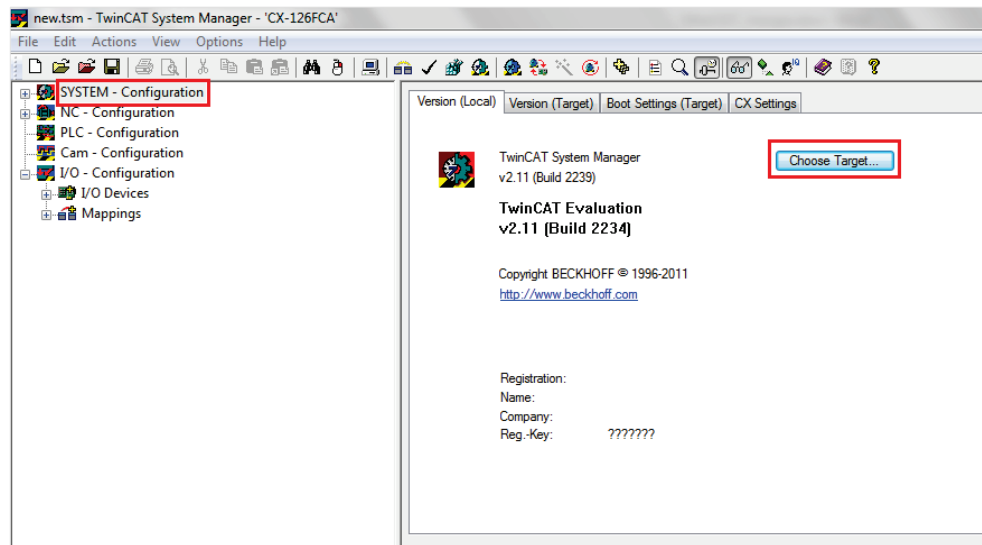 new.tsm - TwinCAT System Manager - 'CX-126FCA'
File Edit Actions View Options Help
SYSTEM - Configuration
NC - Configuration
PLC - Configuration
Cam - Configuration
I/O - Configuration
I/O Devices
Mappings
Version (Local) Version (Target) Boot Settings (Target) CX Settings
TwinCAT System Manager
v2.11 (Build 2239)
Choose Target...
TwinCAT Evaluation
v2.11 (Build 2234)
Copyright BECKHOFF © 1996-2011
http://www.beckhoff.com
Registration:
Name:
Company:
Reg.-Key: ???????